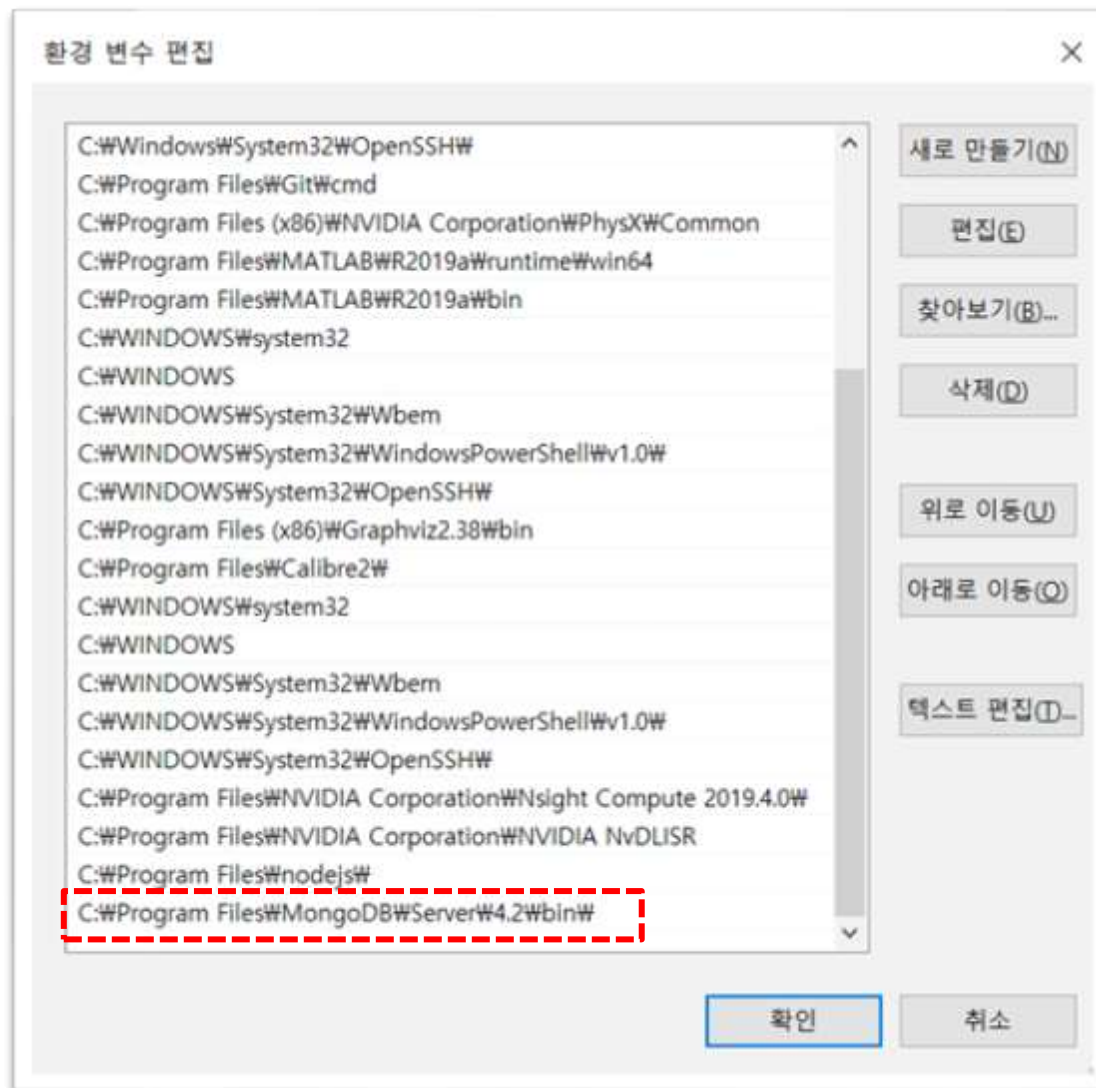 환경 변수 편집
C:₩Windows₩System32₩OpenSSH₩
C:₩Program Files₩Git₩cmd
C:₩Program Files (x86)₩NVIDIA Corporation₩PhysX₩Common
C:₩Program Files₩MATLAB₩R2019a₩runtime₩win64
C:₩Program Files₩MATLAB₩R2019a₩bin
C:₩WINDOWS₩system32
C:₩WINDOWS
C:₩WINDOWS₩System32₩Wbem
C:₩WINDOWS₩System32₩WindowsPowerShell₩v1.0₩
C:₩WINDOWS₩System32₩OpenSSH₩
C:₩Program Files (x86)₩Graphviz2.38₩bin
C:₩Program Files₩Calibre2₩
C:₩WINDOWS₩system32
C:₩WINDOWS
C:₩WINDOWS₩System32₩Wbem
C:₩WINDOWS₩System32₩WindowsPowerShell₩v1.0₩
C:₩WINDOWS₩System32₩OpenSSH₩
C:₩Program Files₩NVIDIA Corporation₩Nsight Compute 2019.4.0₩
C:₩Program Files₩NVIDIA Corporation₩NVIDIA NvDLISR
C:₩Program Files₩nodejs₩
C:₩Program Files₩MongoDB₩Server₩4.2₩bin₩
새로 만들기(N)
편집(E)
찾아보기(B)...
삭제(D)
위로 이동(U)
아래로 이동(O)
텍스트 편집(T)...
확인
취소